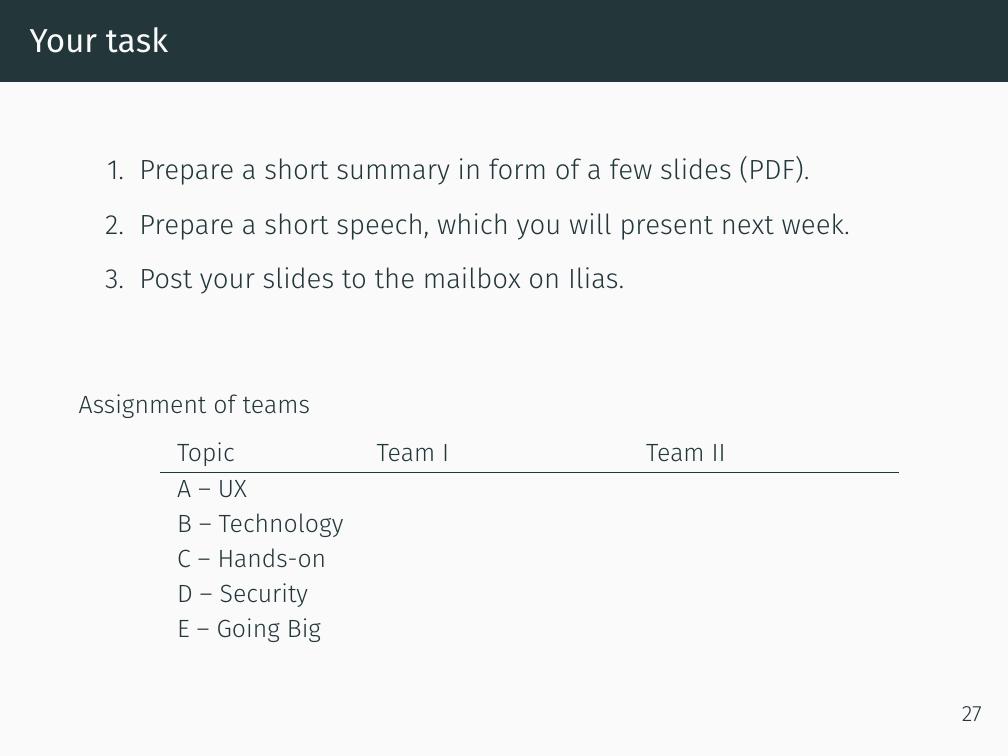 Your task
1. Prepare a short summary in form of a few slides (PDF).
2. Prepare a short speech, which you will present next week.
3. Post your slides to the mailbox on Ilias.
Assignment of teams
Topic Team I Team II
A – UX
B – Technology
C – Hands-on
D – Security
E – Going Big
27